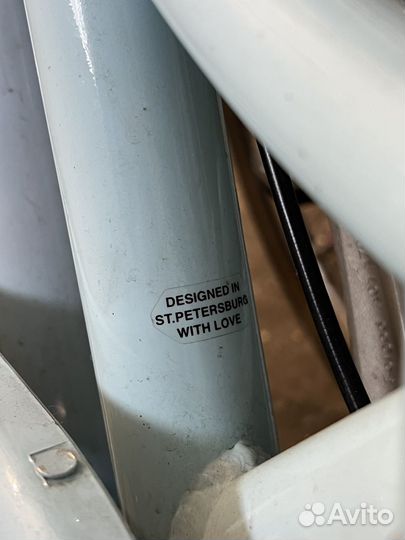 DESIGNED IN
ST.PETERSBURG
WITH LOVE
Avito